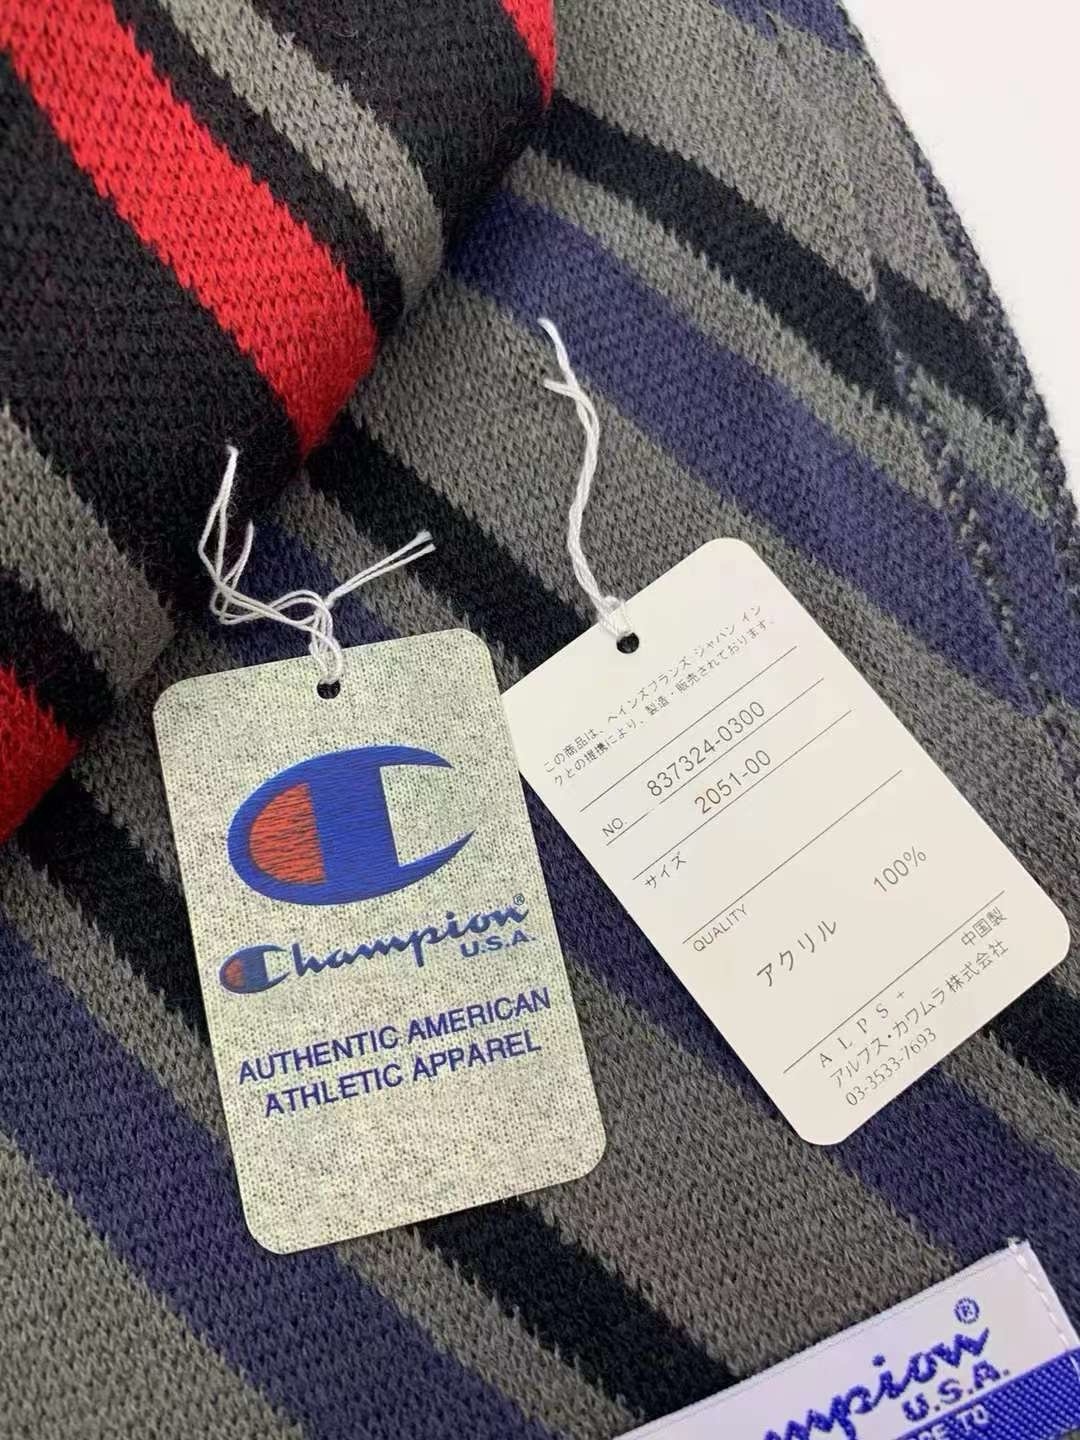 Champion®
U.S.A.
AUTHENTIC AMERICAN
ATHLETIC APPAREL
この商品は、ヘインズブランズ ジャパン イン
クとの提携により、製造・販売されております。
NO. 837324-0300
2051-00
サイズ
QUALITY
アクリル 100%
中国製
ALPS+
アルプス・カワムラ株式会社
03-3533-7693
®
U.S.A.